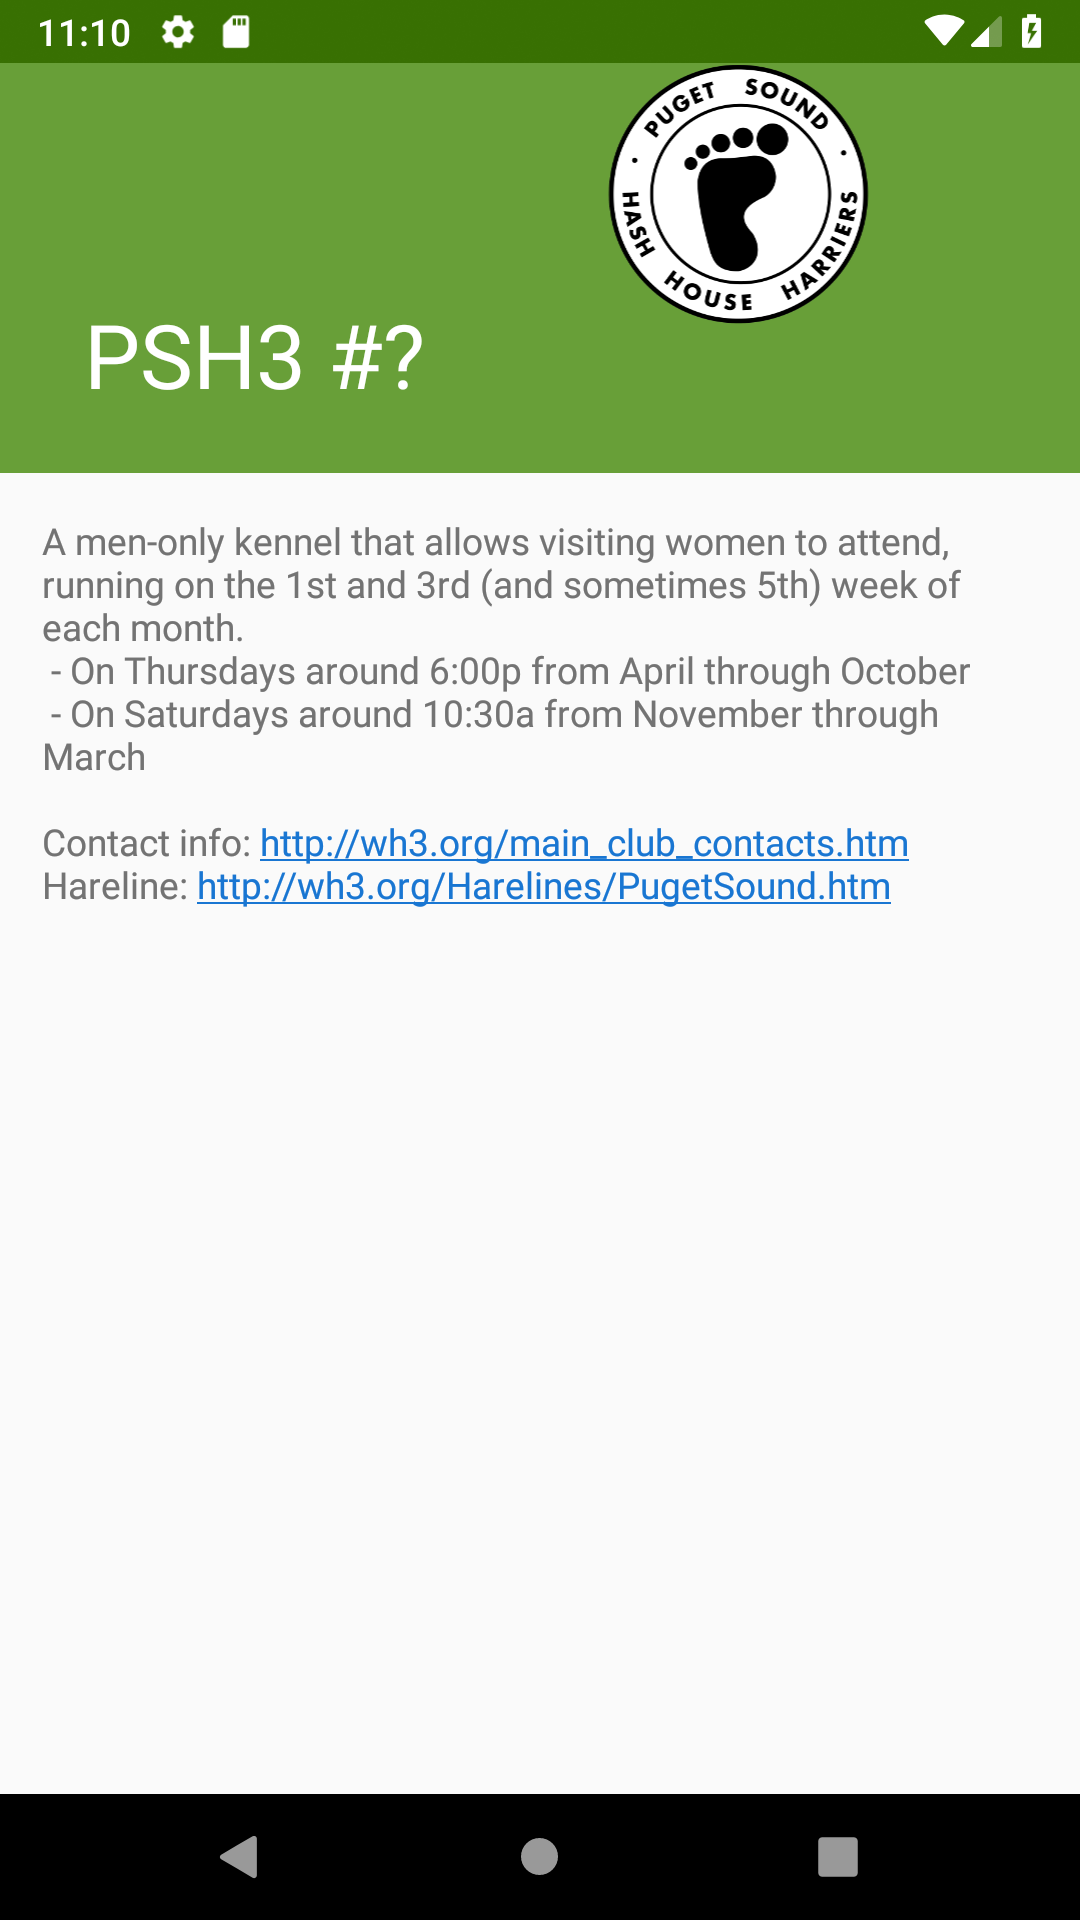 11:10
PUGET SOUND
HASH HOUSE HARRIERS
PSH3 #?
A men-only kennel that allows visiting women to attend,
running on the 1st and 3rd (and sometimes 5th) week of
each month.
- On Thursdays around 6:00p from April through October
- On Saturdays around 10:30a from November through
March
Contact info: http://wh3.org/main_club_contacts.htm
Hareline: http://wh3.org/Harelines/PugetSound.htm